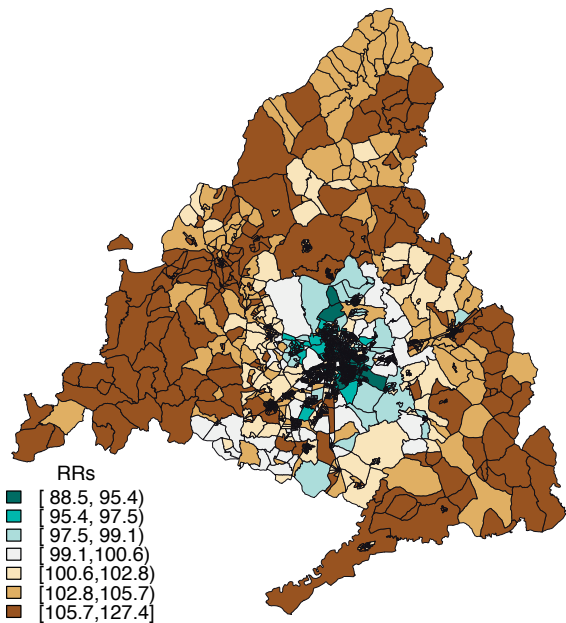 RRs
[ 88.5, 95.4)
[ 95.4, 97.5)
[ 97.5, 99.1)
[ 99.1,100.6)
[100.6,102.8)
[102.8,105.7)
[105.7,127.4]